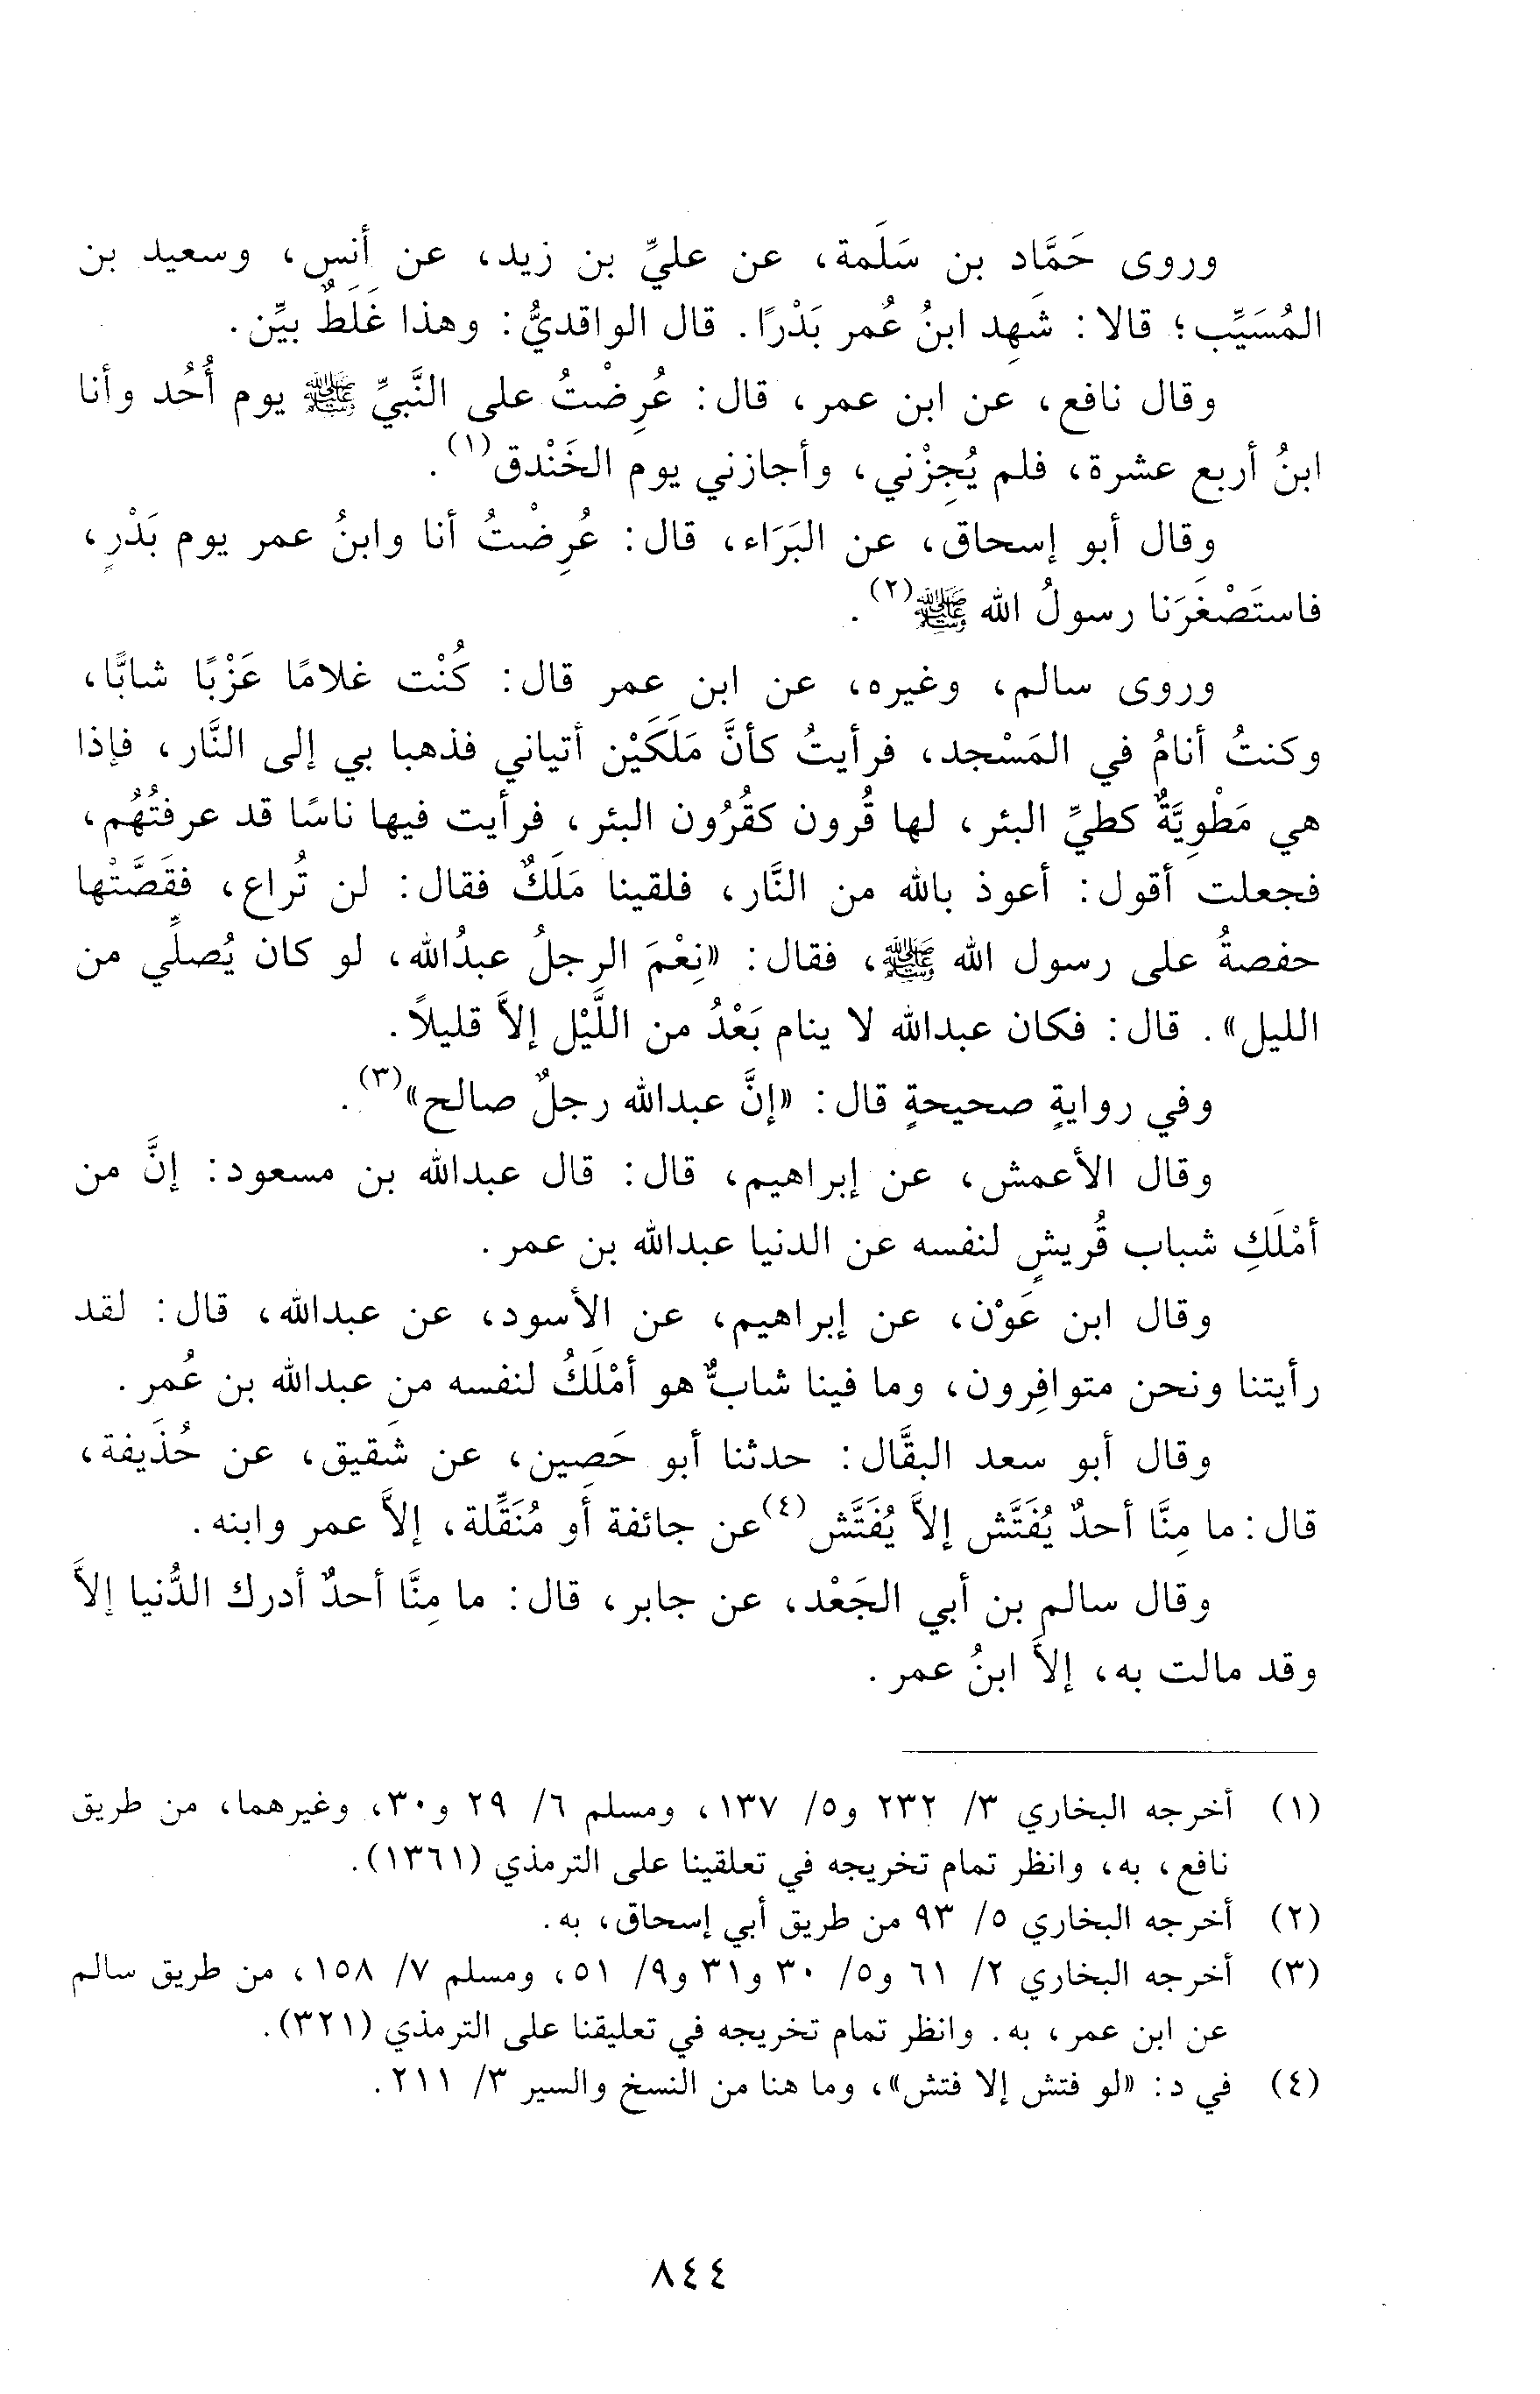 وروى حَمَّاد بن سَلَمة، عن عليِّ بن زيد، عن أنس، وسعيد بن
المُسَيِّب؛ قالا: شَهِد ابنُ عُمر بَدْرًا. قال الواقديُّ: وهذا غَلَطٌ بيِّن.
وقال نافع، عن ابن عمر، قال: عُرِضْتُ على النَّبيِّ ﷺ يوم أُحُد وأنا
ابنُ أربع عشرة، فلم يُجِزْني، وأجازني يوم الخَنْدق(١).
وقال أبو إسحاق، عن البَرَاء، قال: عُرِضْتُ أنا وابنُ عمر يوم بَدْرٍ،
فاستَصْغَرَنا رسولُ الله ﷺ(٢).
وروى سالم، وغيره، عن ابن عمر قال: كُنْت غلامًا عَزْبًا شابًّا،
وكنتُ أنامُ في المَسْجد، فرأيتُ كأنَّ مَلَكَيْن أتياني فذهبا بي إلى النَّار، فإذا
هي مَطْوِيَّةٌ كطيِّ البئر، لها قُرون كقُرُون البئر، فرأيت فيها ناسًا قد عرفتُهُم،
فجعلت أقول: أعوذ بالله من النَّار، فلقينا مَلَكٌ فقال: لن تُراع، فقَصَّتْها
حفصةُ على رسول الله ﷺ، فقال: «نِعْمَ الرجلُ عبدُالله، لو كان يُصلِّي من
الليل». قال: فكان عبدالله لا ينام بَعْدُ من اللَّيْل إلاَّ قليلاً.
وفي روايةٍ صحيحةٍ قال: «إنَّ عبدالله رجلٌ صالح»(٣).
وقال الأعمش، عن إبراهيم، قال: قال عبدالله بن مسعود: إنَّ من
أمْلَكِ شباب قُريشٍ لنفسه عن الدنيا عبدالله بن عمر.
وقال ابن عَوْن، عن إبراهيم، عن الأسود، عن عبدالله، قال: لقد
رأيتنا ونحن متوافِرون، وما فينا شابٌّ هو أمْلَكُ لنفسه من عبدالله بن عُمر.
وقال أبو سعد البقَّال: حدثنا أبو حَصِين، عن شَقيق، عن حُذَيفة،
قال: ما مِنَّا أحدٌ يُفَتَّش إلاَّ يُفَتَّش(٤) عن جائفة أو مُنَقِّلة، إلاَّ عمر وابنه.
وقال سالم بن أبي الجَعْد، عن جابر، قال: ما مِنَّا أحدٌ أدرك الدُّنيا إلاَّ
وقد مالت به، إلاَّ ابنُ عمر.
(١) أخرجه البخاري ٣/ ٢٣٢ و٥/ ١٣٧، ومسلم ٦/ ٢٩ و٣٠، وغيرهما، من طريق
نافع، به، وانظر تمام تخريجه في تعلقينا على الترمذي (١٣٦١).
(٢) أخرجه البخاري ٥/ ٩٣ من طريق أبي إسحاق، به.
(٣) أخرجه البخاري ٢/ ٦١ و٥/ ٣٠ و٣١ و٩/ ٥١، ومسلم ٧/ ١٥٨، من طريق سالم
عن ابن عمر، به. وانظر تمام تخريجه في تعليقنا على الترمذي (٣٢١).
(٤) في د: «لو فتش إلا فتش»، وما هنا من النسخ والسير ٣/ ٢١١.
٨٤٤